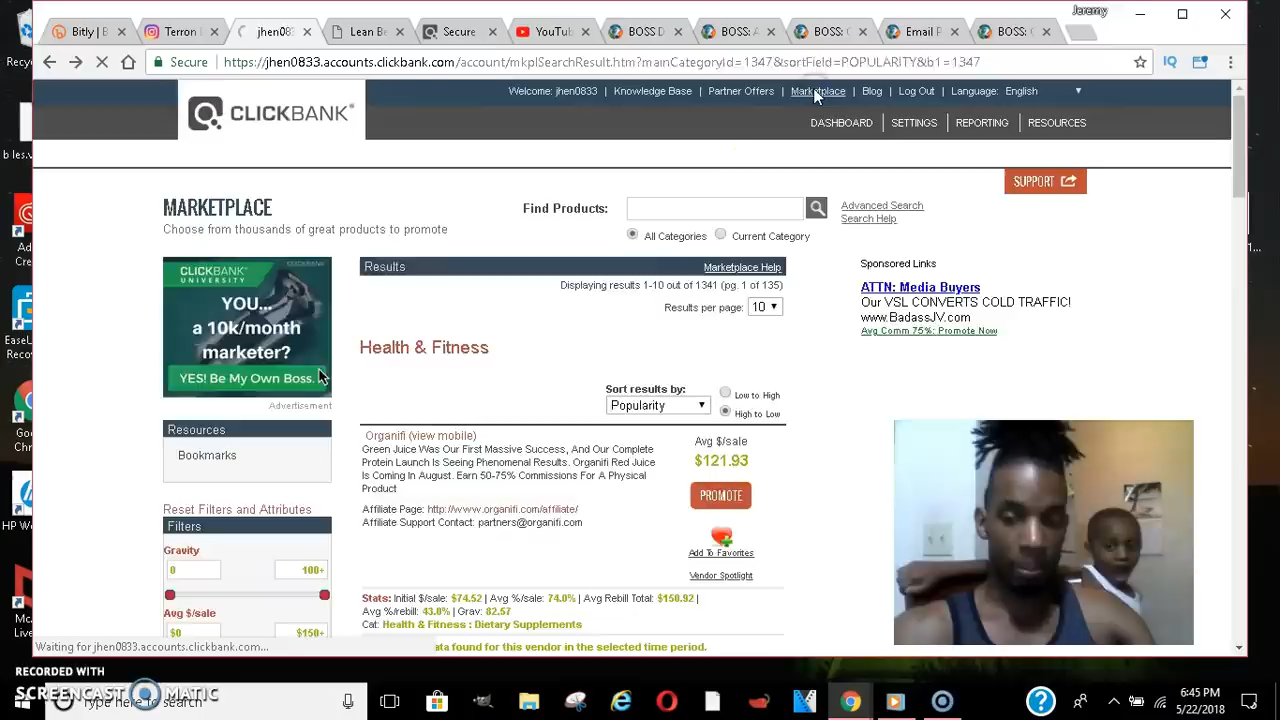 Jeremy
Bitly | B
Terron
jhen083
Lean B
Secure
YouTu
BOSS D
BOSS: A
BOSS: C
Email P
BOSS: C
Secure
https://jhen0833.accounts.clickbank.com/account/mkplSearchResult.htm?mainCategoryId=1347&sortField=POPULARITY&b1=1347...980
Welcome: jhen0833 | Knowledge Base | Partner Offers | Marketplace | Blog | Log Out | Language: English
CLICKBANK
DASHBOARD SETTINGS REPORTING RESOURCES
SUPPORT
MARKETPLACE
Choose from thousands of great products to promote
Find Products:
Advanced Search
Search Help
All Categories Current Category
CLICKBANK
UNIVERSITY
YOU...
a 10k/month
marketer?
YES! Be My Own Boss.
Advertisement
Resources
Bookmarks
Reset Filters and Attributes
Filters
Gravity
0 100+
Avg $/sale
$0 $150+
Results Marketplace Help
Displaying results 1-10 out of 1341 (pg. 1 of 135)
Results per page: 10
Health & Fitness
Sort results by:
Popularity
Low to High
High to Low
Organifi (view mobile)
Green Juice Was Our First Massive Success, And Our Complete
Protein Launch Is Seeing Phenomenal Results. Organifi Red Juice
Is Coming In August. Earn 50-75% Commissions For A Physical
Product
Affiliate Page: http://www.organifi.com/affiliate/
Affiliate Support Contact: partners@organifi.com
Avg $/sale
$121.93
PROMOTE
Add To Favorites
Vendor Spotlight
Stats: Initial $/sale: $74.52 | Avg %/sale: 74.0% | Avg Rebill Total: $150.92 |
Avg %/rebill: 43.0% | Grav: 82.57
Cat: Health & Fitness : Dietary Supplements
ata found for this vendor in the selected time period.
Sponsored Links
ATTN: Media Buyers
Our VSL CONVERTS COLD TRAFFIC!
www.BadassJV.com
Avg Comm 75%: Promote Now
Waiting for jhen0833.accounts.clickbank.com...
RECORDED WITH
SCREENCAST MATIC
Type here to search
6:45 PM
5/22/2018